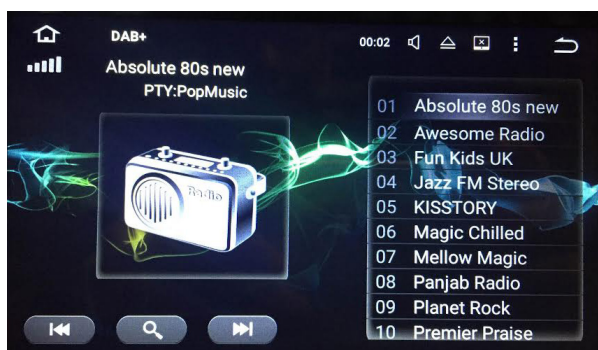 DAB+
00:02
Absolute 80s new
PTY:PopMusic
Radio
01 Absolute 80s new
02 Awesome Radio
03 Fun Kids UK
04 Jazz FM Stereo
05 KISSTORY
06 Magic Chilled
07 Mellow Magic
08 Panjab Radio
09 Planet Rock
10 Premier Praise